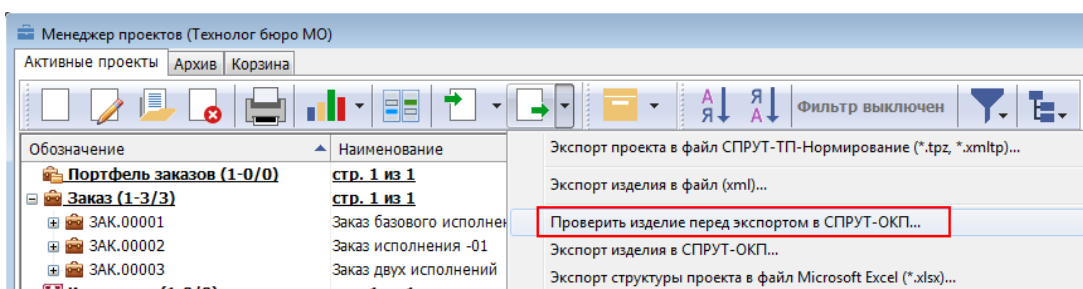 Менеджер проектов (Технолог бюро МО)
Активные проекты Архив Корзина
А Я Я А Фильтр выключен
Обозначение Наименование
Экспорт проекта в файл СПРУТ-ТП-Нормирование (*.tpz, *.xmltp)...
Портфель заказов (1-0/0) стр. 1 из 1
Экспорт изделия в файл (xml)...
Заказ (1-3/3) стр. 1 из 1
Проверить изделие перед экспортом в СПРУТ-ОКП...
ЗАК.00001 Заказ базового исполнен
ЗАК.00002 Заказ исполнения -01
Экспорт изделия в СПРУТ-ОКП...
ЗАК.00003 Заказ двух исполнений
Экспорт структуры проекта в файл Microsoft Excel (*.xlsx)...